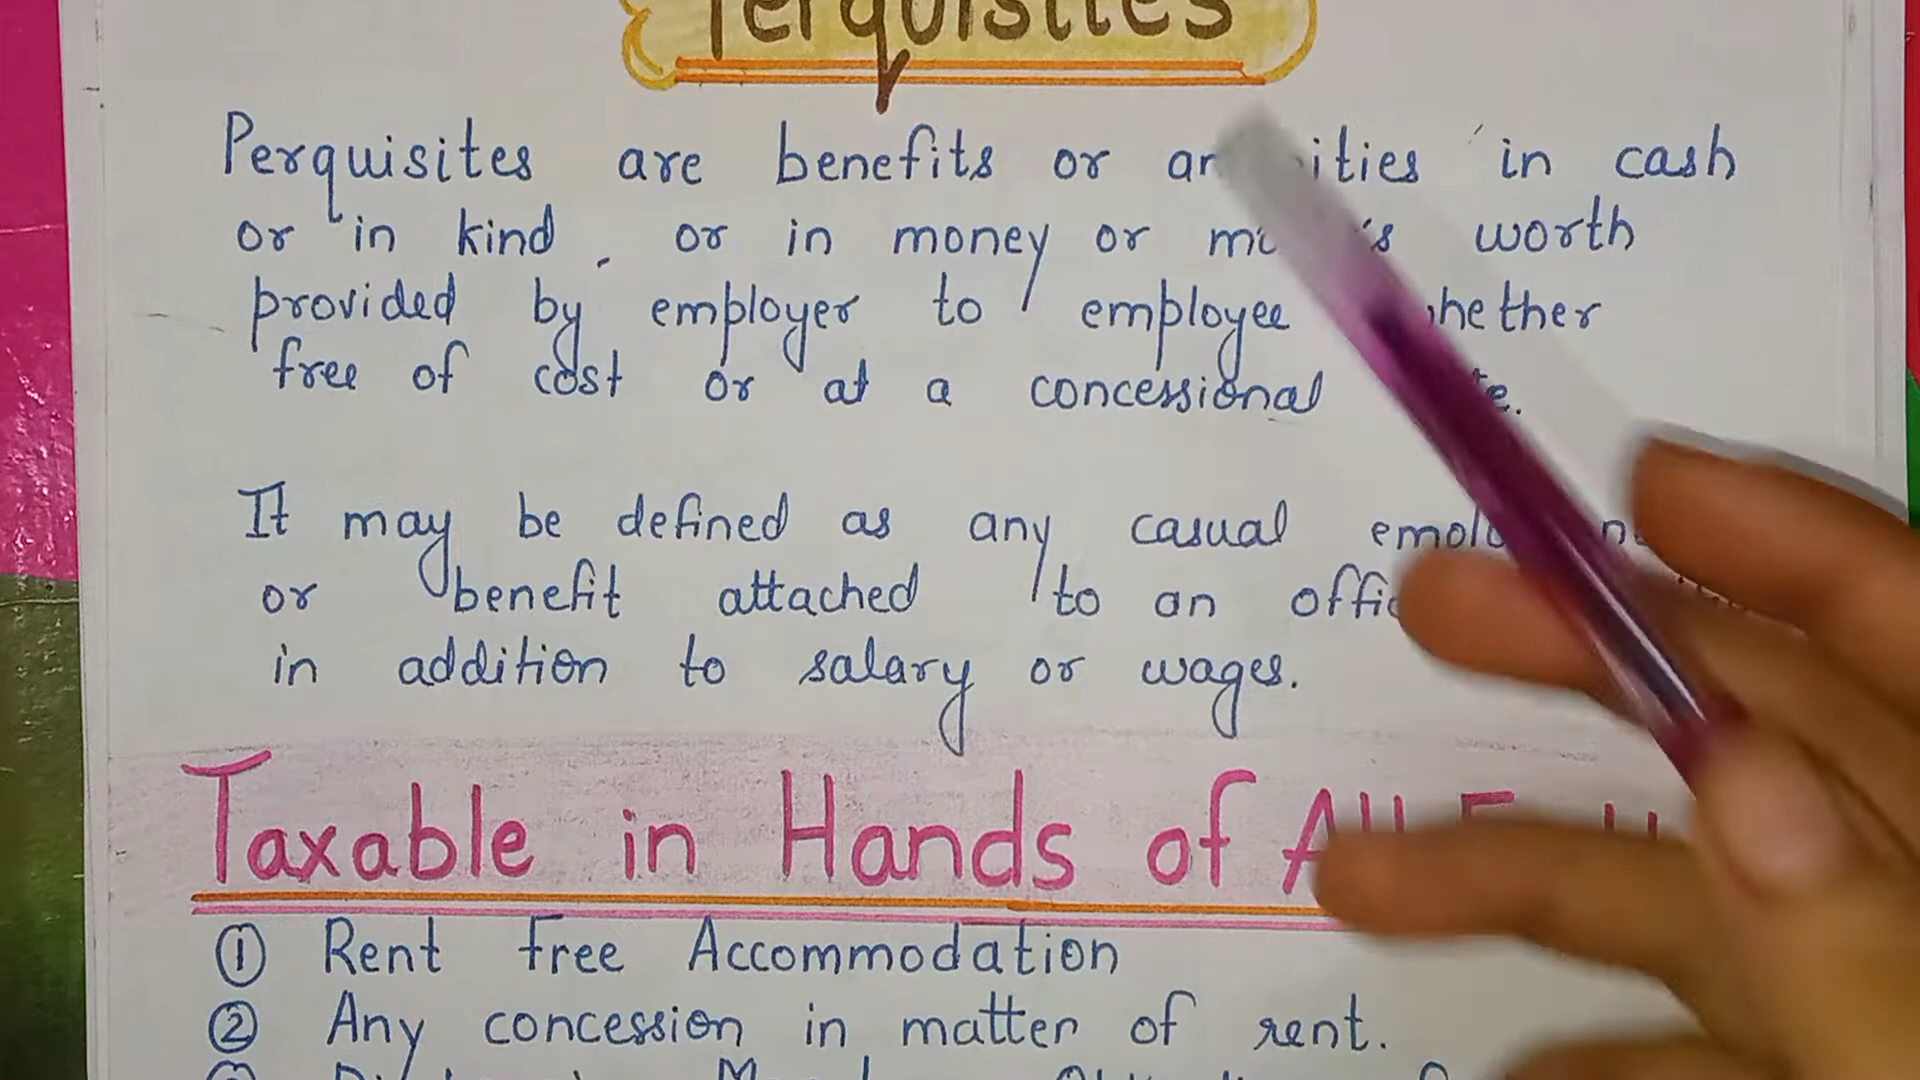 Perquisites
Perquisites are benefits or in cash
or in kind, or in money or worth
provided by employer to employee whether
free of cost or at a concessional
It may be defined as any casual
or benefit attached to an
in addition to salary or wages.
Taxable in Hands of All
① Rent free Accommodation
② Any concession in matter of rent.